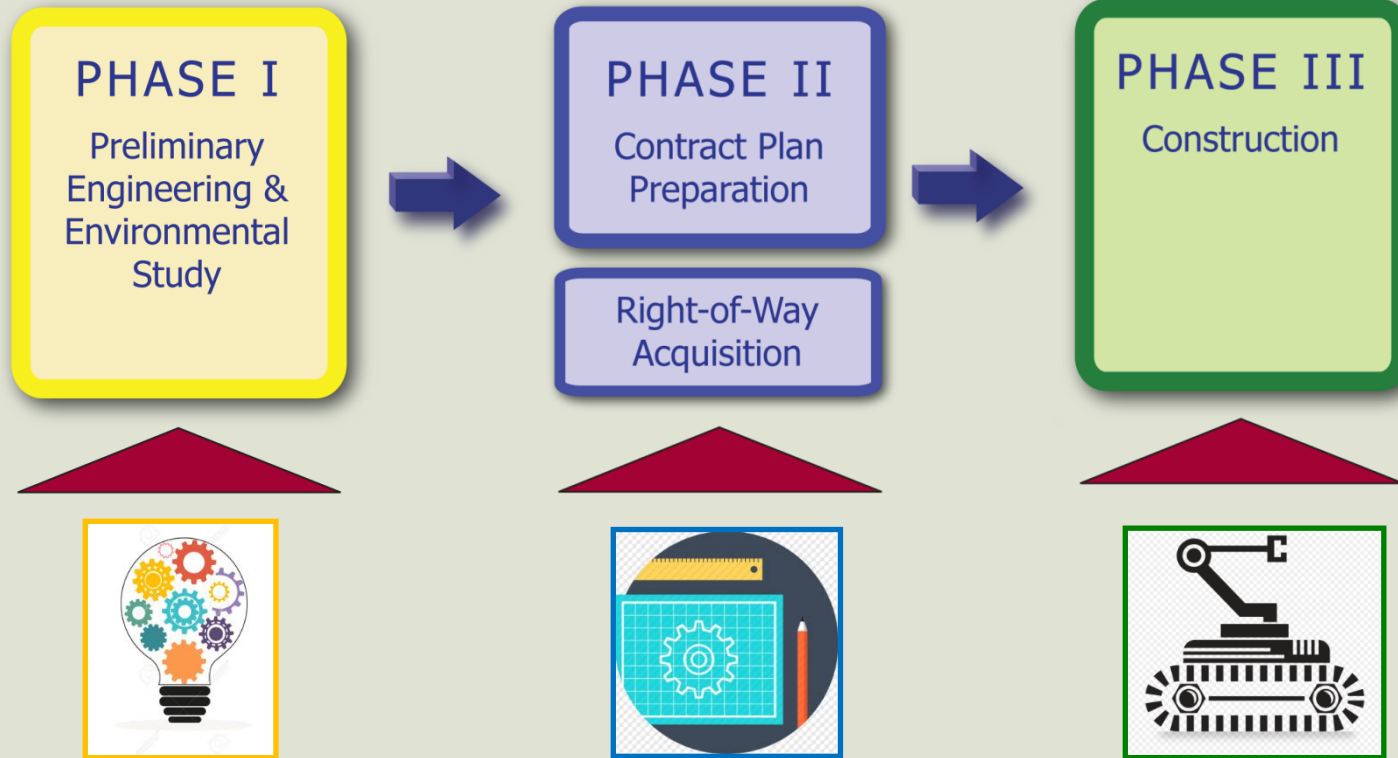 PHASE I
Preliminary
Engineering &
Environmental
Study
PHASE II
Contract Plan
Preparation
Right-of-Way
Acquisition
PHASE III
Construction